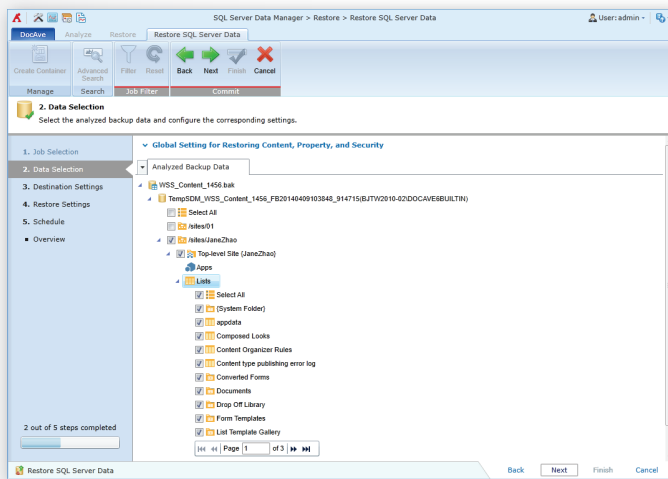 SQL Server Data Manager > Restore > Restore SQL Server Data
User: admin
DocAve Analyze Restore Restore SQL Server Data
Create Container
Advanced Search
Filter
Reset
Back
Next
Finish
Cancel
Manage
Search
Job Filter
Commit
2. Data Selection
Select the analyzed backup data and configure the corresponding settings.
1. Job Selection
2. Data Selection
3. Destination Settings
4. Restore Settings
5. Schedule
Overview
2 out of 5 steps completed
Global Setting for Restoring Content, Property, and Security
Analyzed Backup Data
WSS_Content_1456.bak
TempSDM_WSS_Content_1456_FB20140409103848_914715(BJTW2010-02\DOCAVE6BUILTIN)
Select All
/sites/01
/sites/JaneZhao
Top-level Site (JaneZhao)
Apps
Lists
Select All
{System Folder}
appdata
Composed Looks
Content Organizer Rules
Content type publishing error log
Converted Forms
Documents
Drop Off Library
Form Templates
List Template Gallery
Page 1 of 3
Restore SQL Server Data
Back Next Finish Cancel